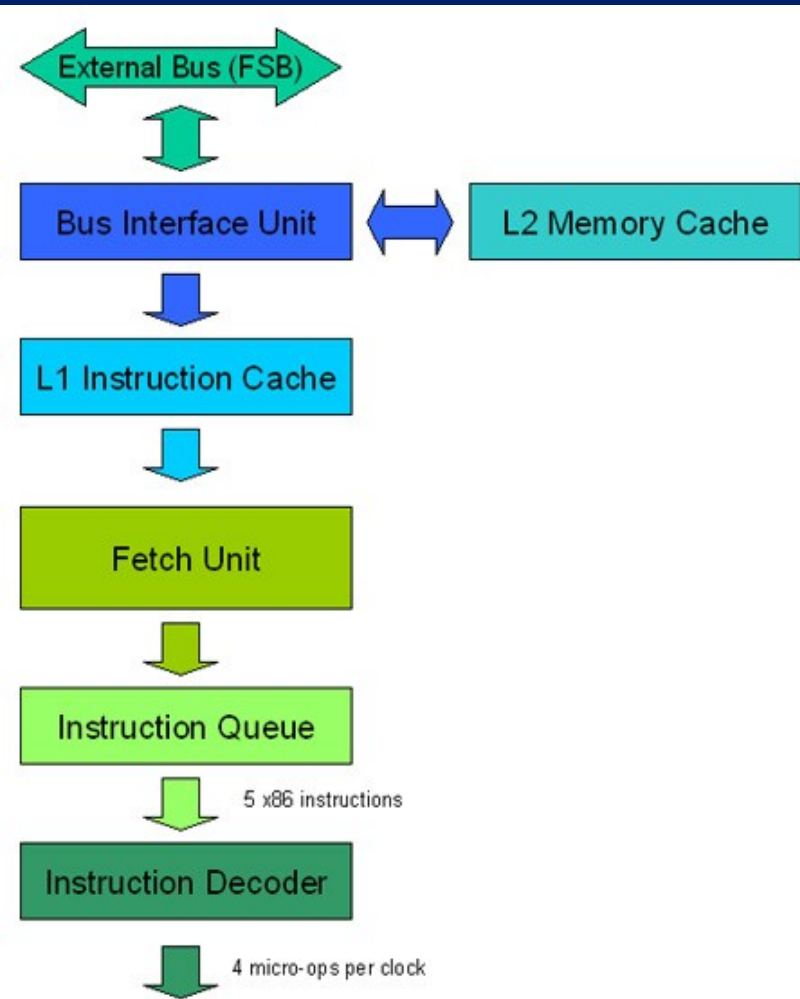 External Bus (FSB)
Bus Interface Unit
L2 Memory Cache
L1 Instruction Cache
Fetch Unit
Instruction Queue
5 x86 instructions
Instruction Decoder
4 micro-ops per clock